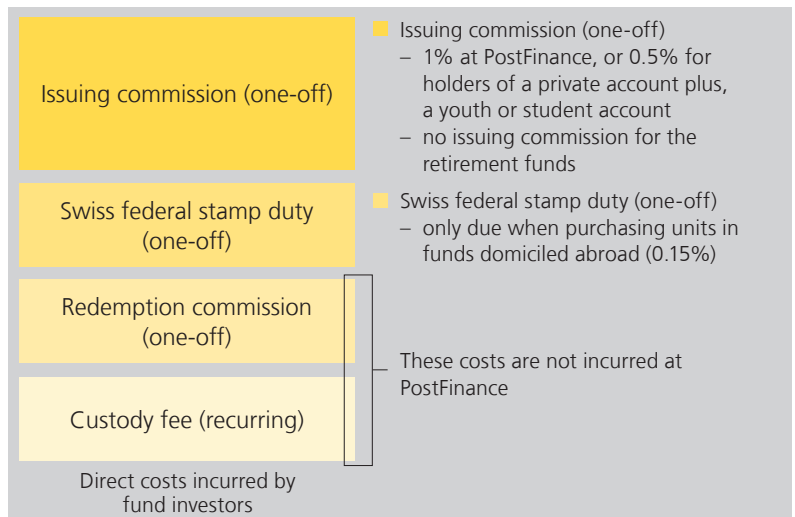 Issuing commission (one-off)
Swiss federal stamp duty
(one-off)
Redemption commission
(one-off)
Custody fee (recurring)
Direct costs incurred by
fund investors
Issuing commission (one-off)
– 1% at PostFinance, or 0.5% for
holders of a private account plus,
a youth or student account
– no issuing commission for the
retirement funds
Swiss federal stamp duty (one-off)
– only due when purchasing units in
funds domiciled abroad (0.15%)
These costs are not incurred at
PostFinance